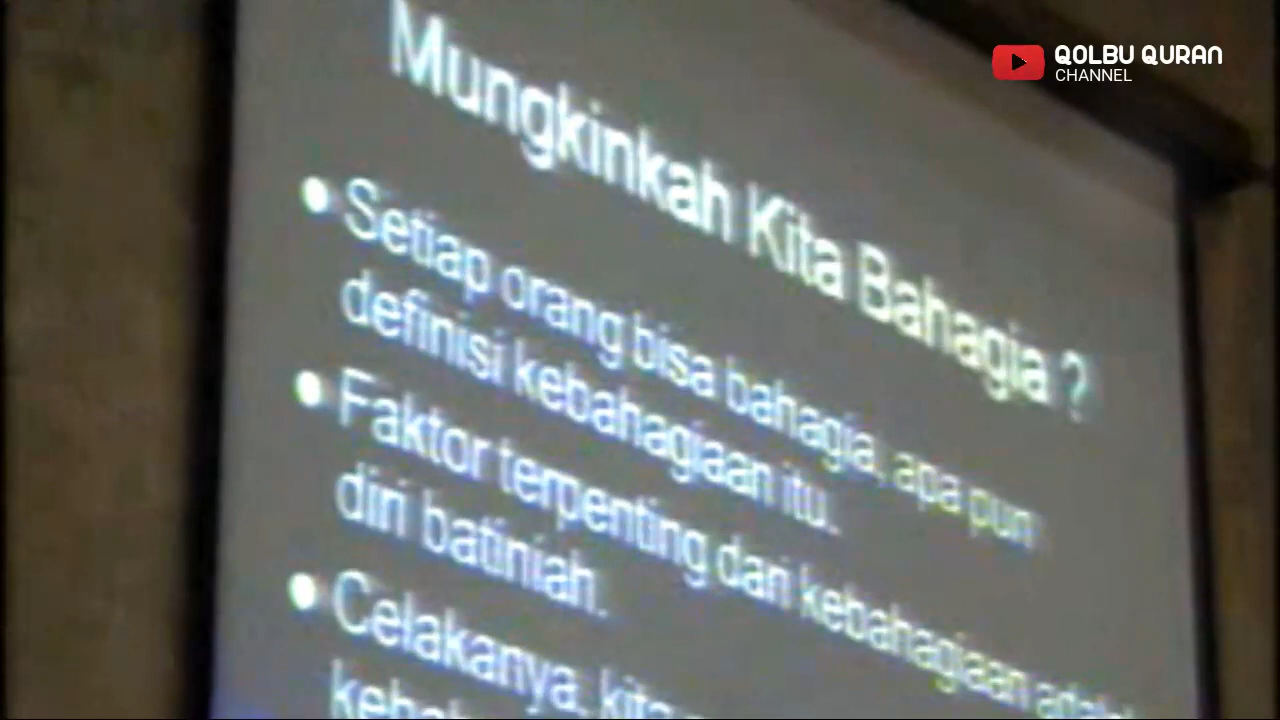 QOLBU QURAN
CHANNEL
Mungkinkah Kita Bahagia ?
• Setiap orang bisa bahagia, apa pun
definisi kebahagiaan itu.
• Faktor terpenting dari kebahagiaan
diri batiniah.
• Celakanya, kita